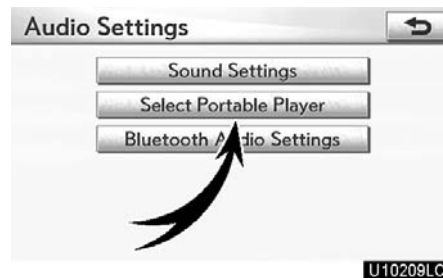 Audio Settings
Sound Settings
Select Portable Player
Bluetooth Audio Settings
U10209LC